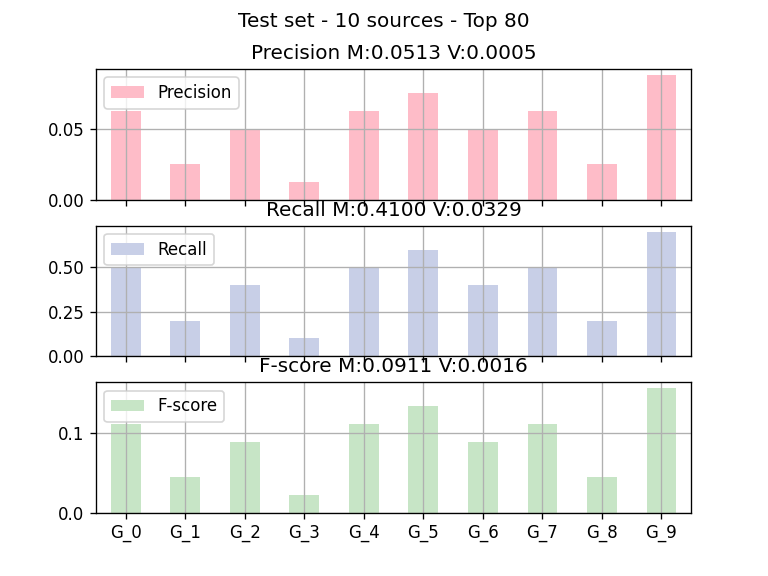 Test set - 10 sources - Top 80
Precision M:0.0513 V:0.0005
Precision
0.05
0.00
Recall M:0.4100 V:0.0329
Recall
0.50
0.25
0.00
F-score M:0.0911 V:0.0016
F-score
0.1
0.0
G_0 G_1 G_2 G_3 G_4 G_5 G_6 G_7 G_8 G_9